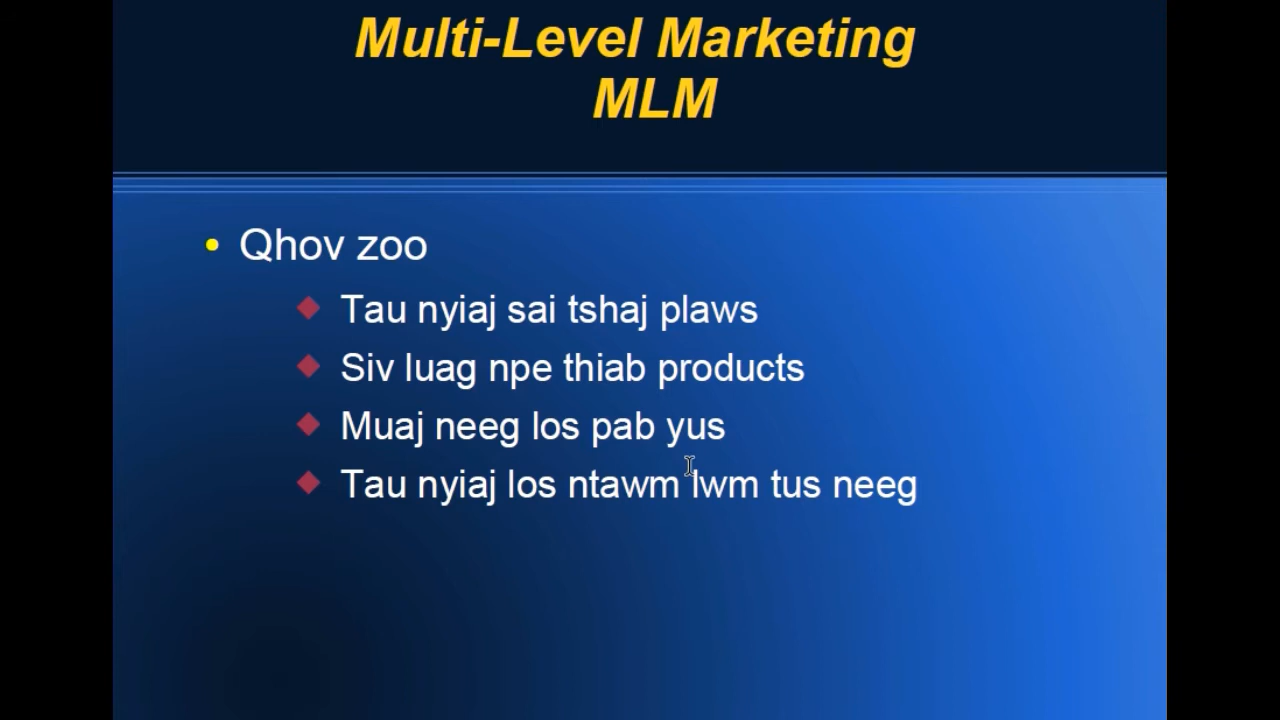 Multi-Level Marketing
MLM
Qhov zoo
Tau nyiaj sai tshaj plaws
Siv luag npe thiab products
Muaj neeg los pab yus
Tau nyiaj los ntawm lwm tus neeg